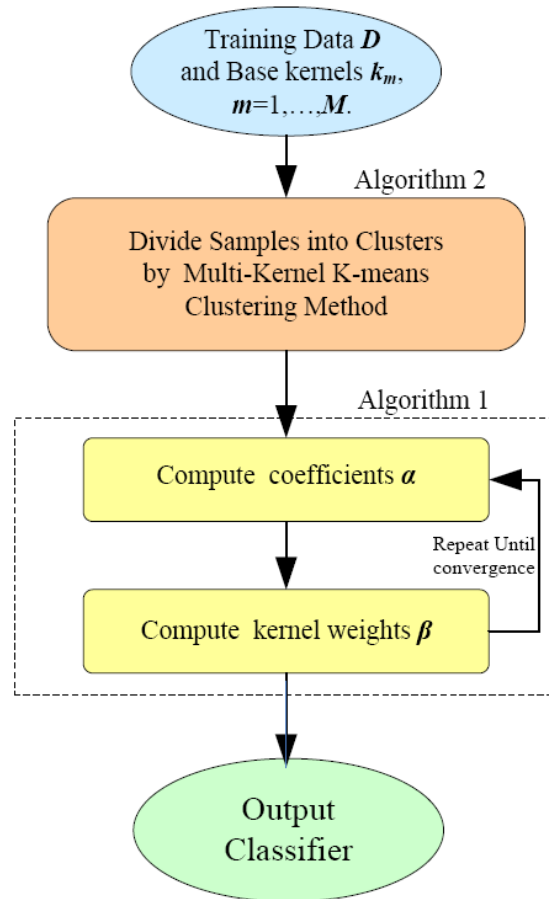 Training Data D
and Base kernels kₘ,
m=1,…,M.
Algorithm 2
Divide Samples into Clusters
by Multi-Kernel K-means
Clustering Method
Algorithm 1
Compute coefficients α
Repeat Until
convergence
Compute kernel weights β
Output
Classifier